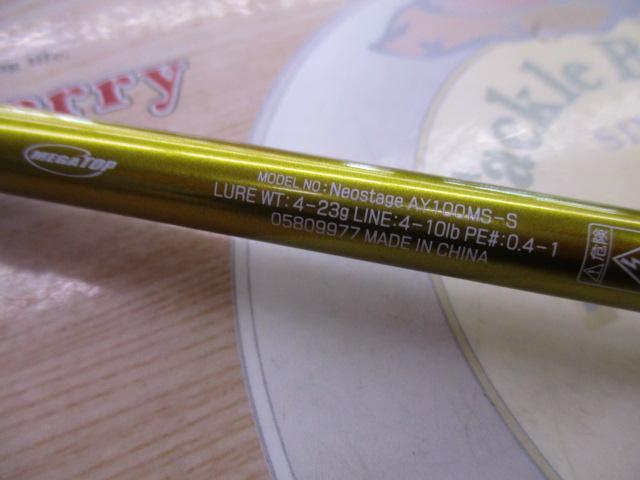 erry
ackle B
MEGATOP
MODEL NO: Neostage AY100MS-S
LURE WT: 4-23g LINE: 4-10lb PE#: 0.4-1
05809977 MADE IN CHINA
危険